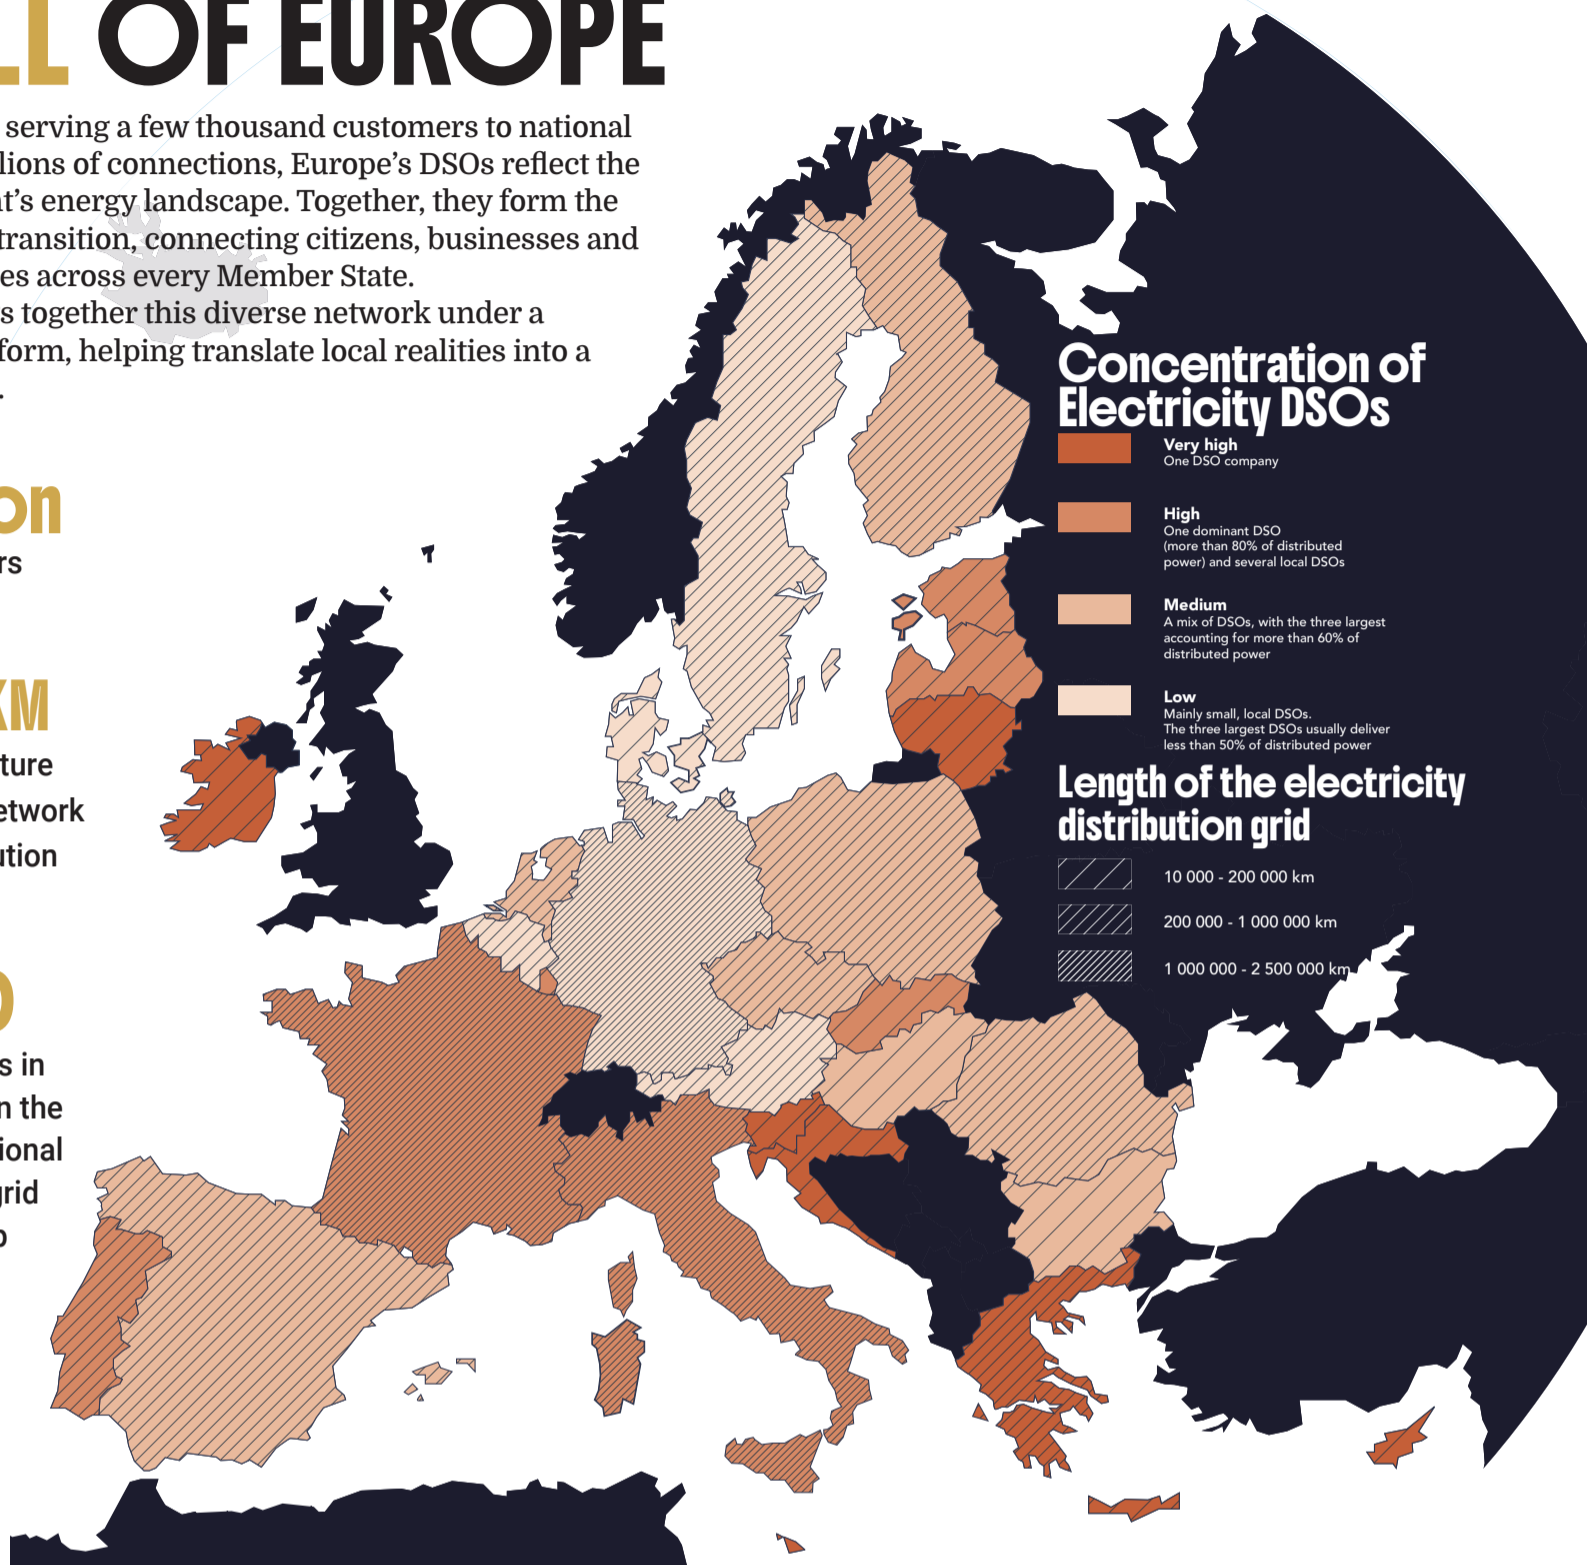 LL OF EUROPE
serving a few thousand customers to national
lions of connections, Europe's DSOs reflect the
t's energy landscape. Together, they form the
transition, connecting citizens, businesses and
es across every Member State.
s together this diverse network under a
form, helping translate local realities into a
.
on
rs
KM
ture
etwork
ution
s in
n the
ional
grid
Concentration of
Electricity DSOs
Very high
One DSO company
High
One dominant DSO
(more than 80% of distributed
power) and several local DSOs
Medium
A mix of DSOs, with the three largest
accounting for more than 60% of
distributed power
Low
Mainly small, local DSOs.
The three largest DSOs usually deliver
less than 50% of distributed power
Length of the electricity
distribution grid
10 000 - 200 000 km
200 000 - 1 000 000 km
1 000 000 - 2 500 000 km